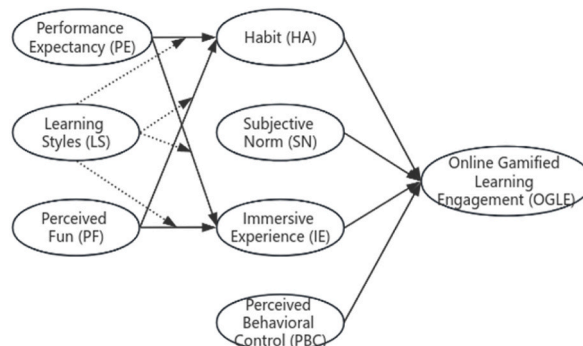 Performance
Expectancy (PE)
Habit (HA)
Learning
Styles (LS)
Subjective
Norm (SN)
Online Gamified
Learning
Engagement (OGLE)
Perceived
Fun (PF)
Immersive
Experience (IE)
Perceived
Behavioral
Control (PBC)